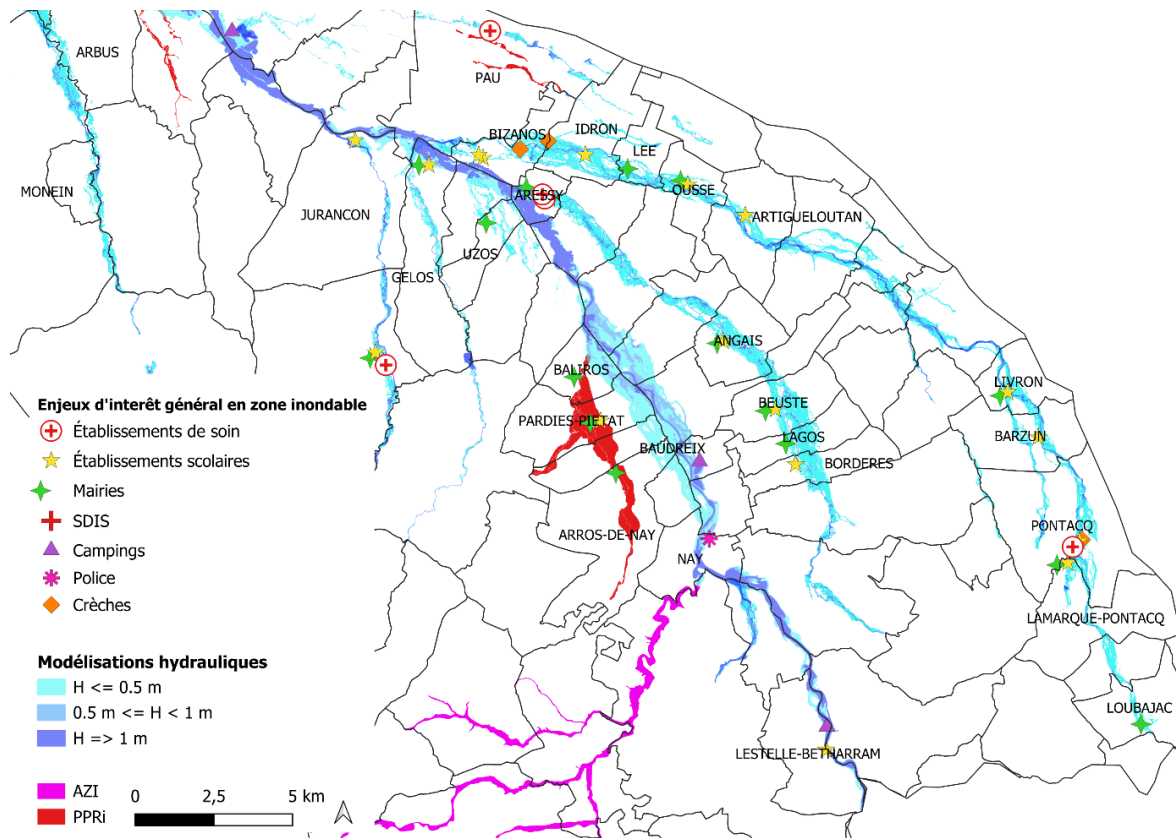 ARBUS
PAU
BIZANOS
IDRON
LEE
MONEIN
OUSSE
ARESSY
JURANCON
ARTIGUELOUTAN
UZOS
GELOS
ANGAIS
BALIROS
LIVRON
Enjeux d'interêt général en zone inondable
Établissements de soin
Établissements scolaires
Mairies
SDIS
Campings
Police
Crèches
PARDIES-PIETAT
BEUSTE
LAGOS
BARZUN
BAUDREIX
BORDERES
ARROS-DE-NAY
PONTACQ
NAY
LAMARQUE-PONTACQ
Modélisations hydrauliques
H <= 0.5 m
0.5 m <= H < 1 m
H => 1 m
LOUBAJAC
LESTELLE-BETHARRAM
AZI
PPRi
0 2,5 5 km